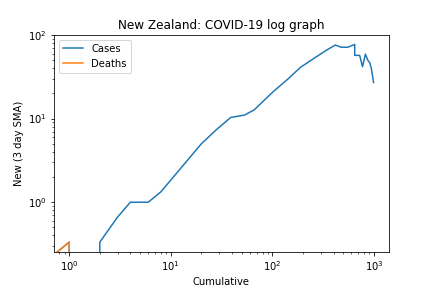 New Zealand: COVID-19 log graph
Cases
Deaths
New (3 day SMA)
10²
10¹
10⁰
10⁰ 10¹ 10² 10³
Cumulative